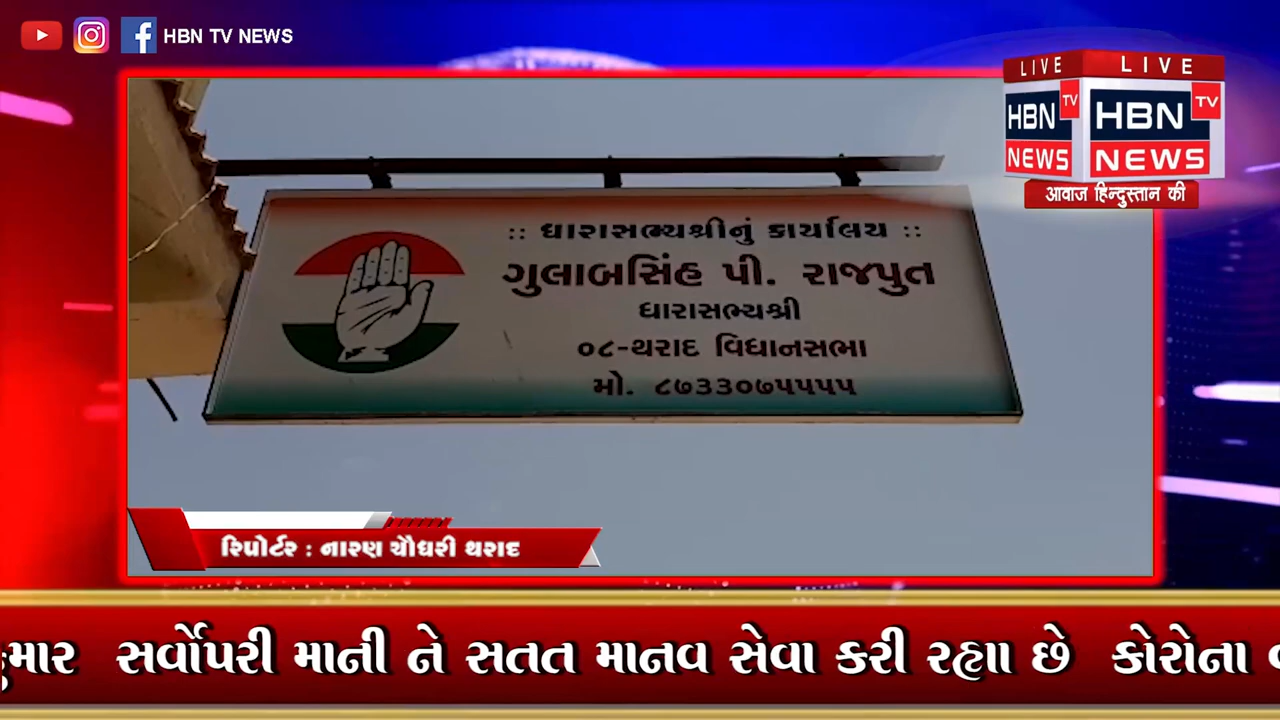 HBN TV NEWS
LIVE LIVE
HBN TV NEWS HBN TV NEWS
आवाज हिन्दुस्तान की
:: ધારાસભ્યશ્રીનું કાર્યાલય ::
ગુલાબસિંહ પી. રાજપુત
ધારાસભ્યશ્રી
૦૮-થરાદ વિધાનસભા
મો. ૮૭૩૩૦૭૫૫૫૫
રિપોર્ટર : નારણ ચૌધરી થરાદ
સર્વોપરી માની ને સતત માનવ સેવા કરી રહ્યા છે કોરોના